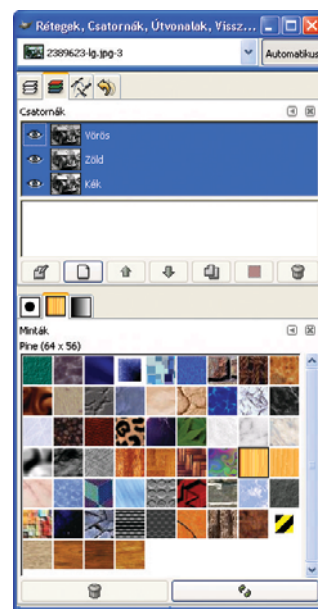 Rétegek, Csatornák, Útvonalak, Vissz...
2389623-lg.jpg-3
Automatikus
Csatornák
Vörös
Zöld
Kék
Minták
Pine (64 x 56)